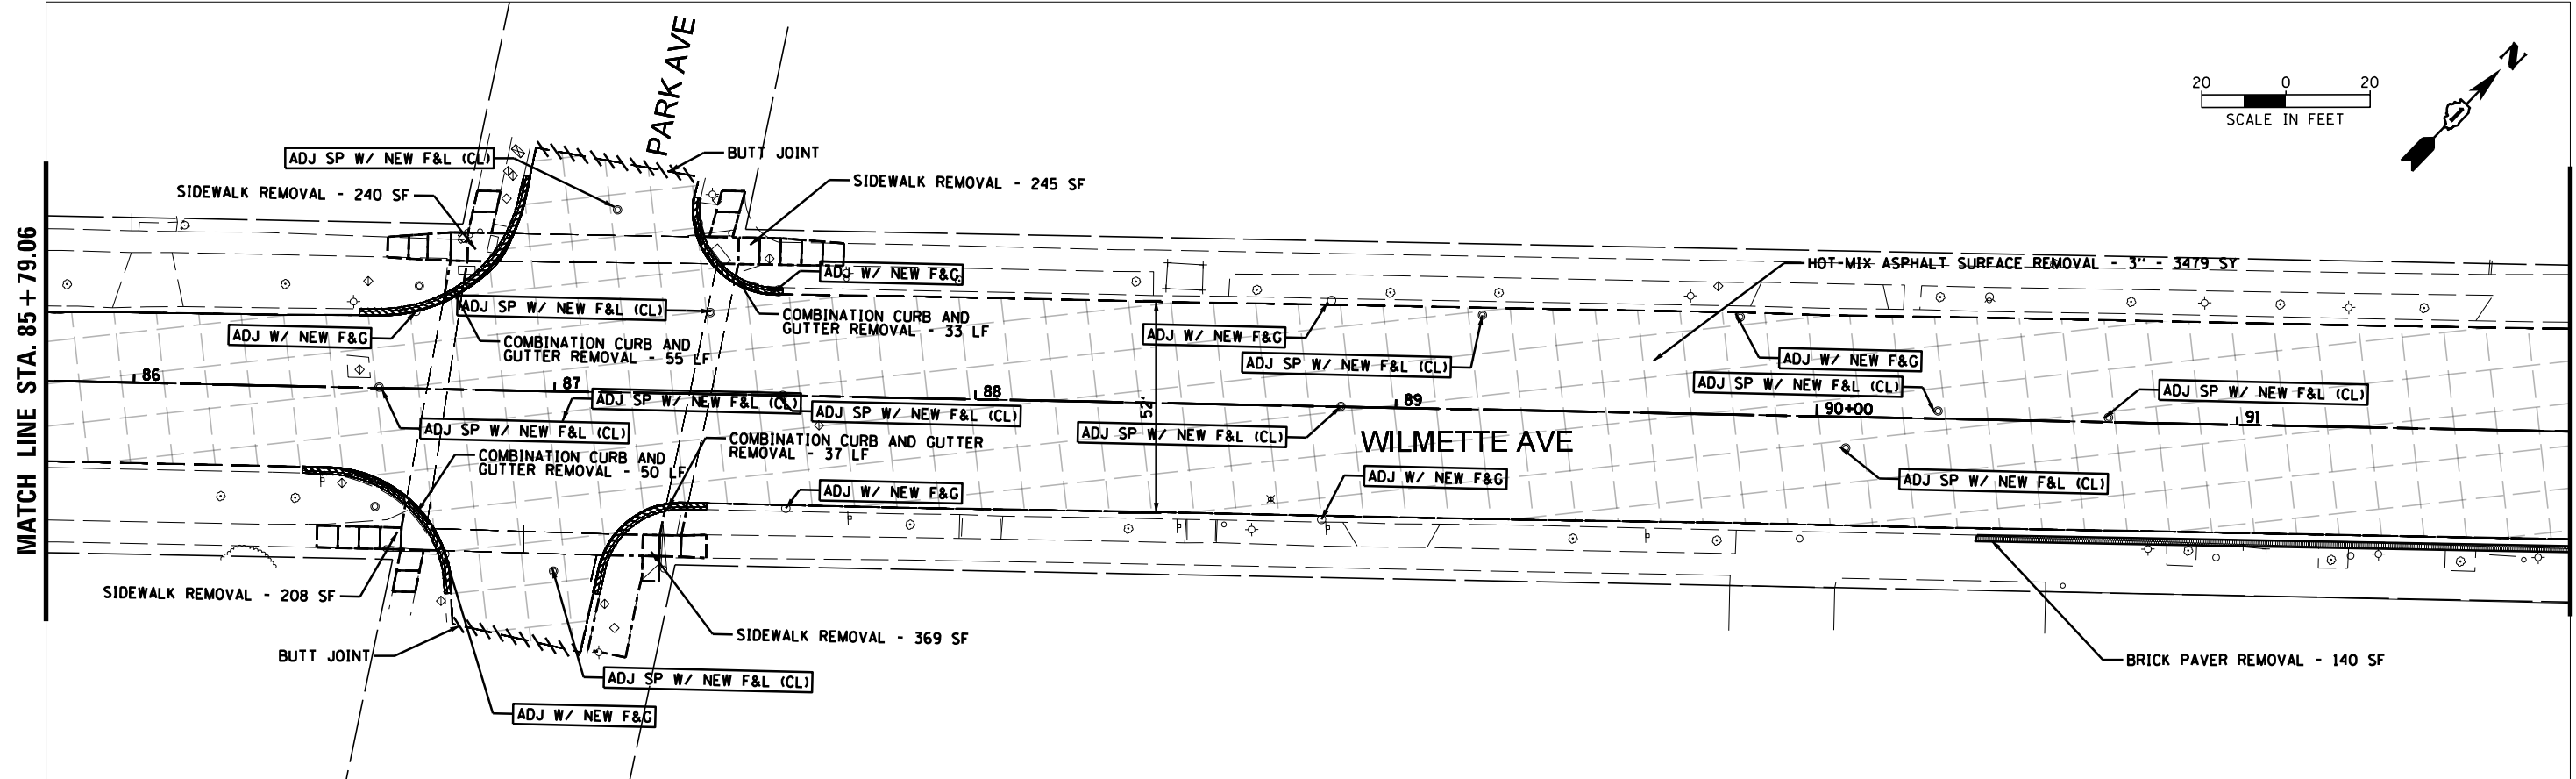 PARK AVE
N
20 0 20
SCALE IN FEET
ADJ SP W/ NEW F&L (CL)
BUTT JOINT
SIDEWALK REMOVAL - 240 SF
SIDEWALK REMOVAL - 245 SF
MATCH LINE STA. 85+79.06
ADJ W/ NEW F&G
HOT-MIX ASPHALT SURFACE REMOVAL - 3" - 3479 SY
ADJ SP W/ NEW F&L (CL)
COMBINATION CURB AND
GUTTER REMOVAL - 33 LF
ADJ W/ NEW F&G
COMBINATION CURB AND
GUTTER REMOVAL - 55 LF
ADJ W/ NEW F&G
ADJ SP W/ NEW F&L (CL)
ADJ W/ NEW F&G
ADJ SP W/ NEW F&L (CL)
ADJ SP W/ NEW F&L (CL)
86
87
88
89
90+00
91
52'
ADJ SP W/ NEW F&L (CL)
ADJ SP W/ NEW F&L (CL)
ADJ SP W/ NEW F&L (CL)
ADJ SP W/ NEW F&L (CL)
WILMETTE AVE
COMBINATION CURB AND GUTTER
REMOVAL - 37 LF
COMBINATION CURB AND
GUTTER REMOVAL - 50 LF
ADJ W/ NEW F&G
ADJ W/ NEW F&G
ADJ SP W/ NEW F&L (CL)
SIDEWALK REMOVAL - 208 SF
SIDEWALK REMOVAL - 369 SF
BUTT JOINT
BRICK PAVER REMOVAL - 140 SF
ADJ SP W/ NEW F&L (CL)
ADJ W/ NEW F&G